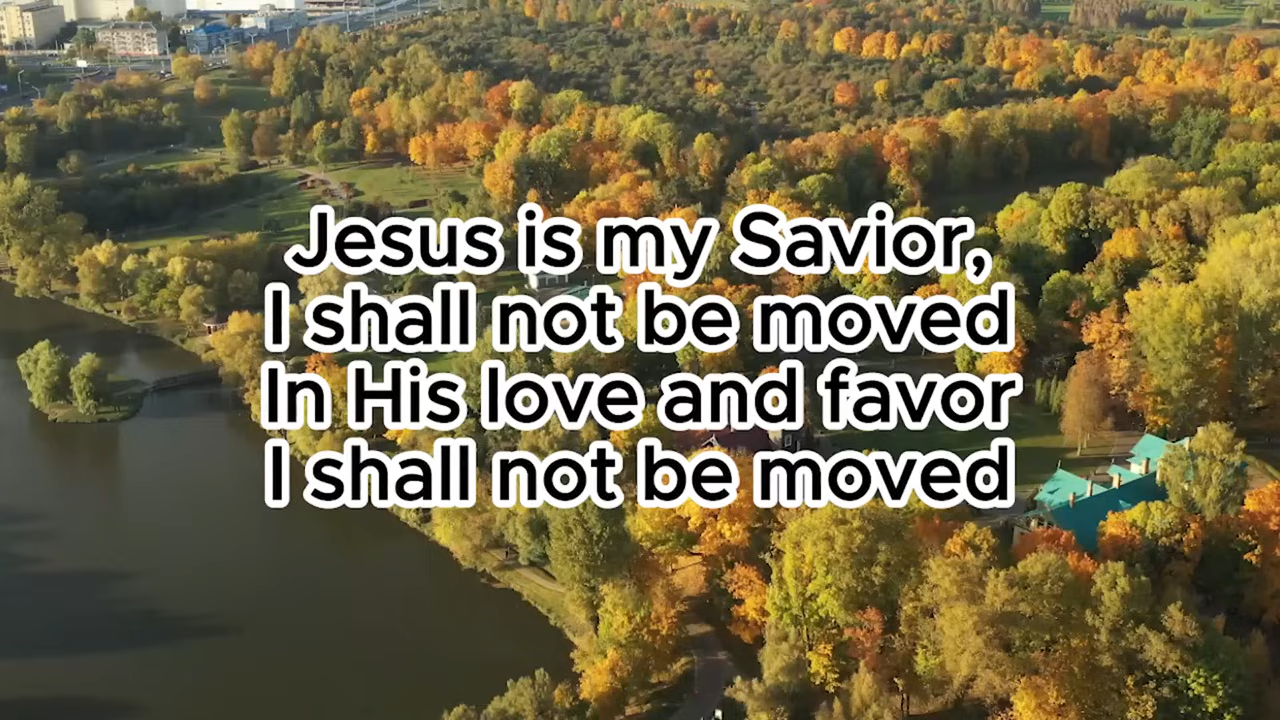 Jesus is my Savior,
I shall not be moved
In His love and favor
I shall not be moved